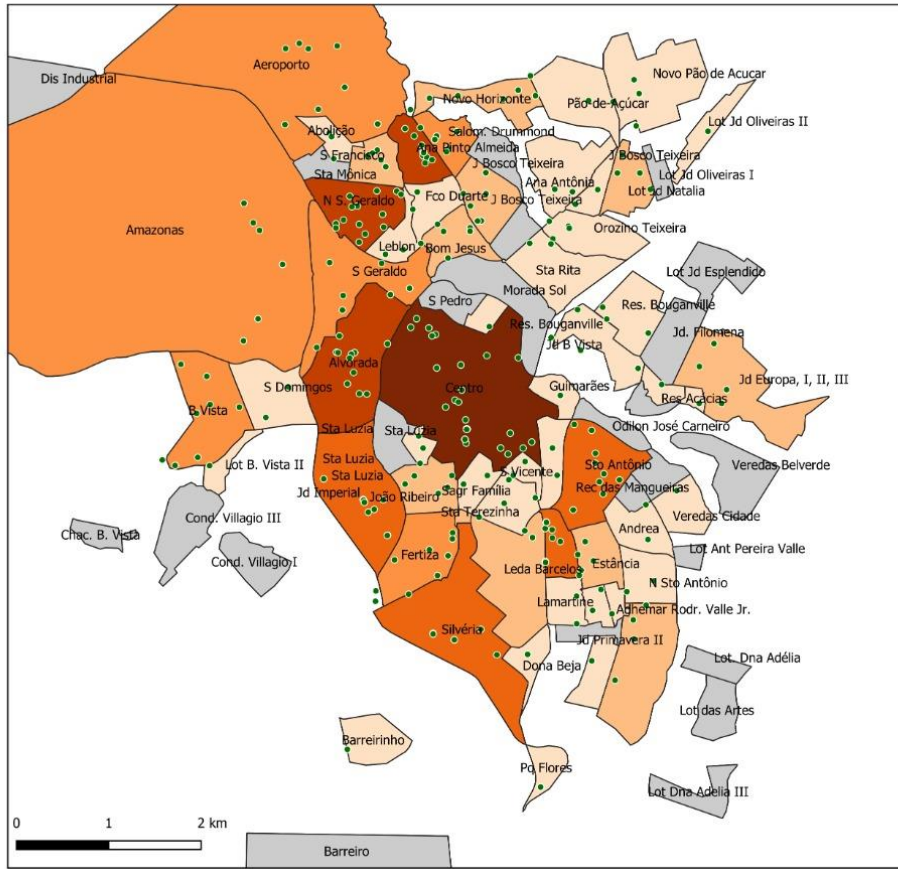 Novo Pão de Acucar
Aeroporto
Dis Industrial
Novo Horizonte
Pão de Açúcar
Lot Jd Oliveiras II
Abolição
Salom. Drummond
Ana Pinto Almeida
S Francisco
J Bosco Teixeira
J Bosco Teixeira
Sta Mônica
Lot Jd Oliveiras I
Ana Antônia
Lot Jd Natalia
N S. Geraldo
Fco Duarte
J Bosco Teixeira
Amazonas
Orozino Teixeira
Leblon
Bom Jesus
S Geraldo
Sta Rita
Lot Jd Esplendico
Morada Sol
S Pedro
Res. Bouganville
Res. Bouganville
Jd. Filomena
Jd B Vista
Alvorada
Jd Europa, I, II, III
S Domingos
Centro
Guimarães
Res Acácias
B Vista
Sta Luzia
Sta Luzia
Odilon José Carneiro
Sta Luzia
Lot B. Vista II
Sta Luzia
S Vicente
Sto Antônio
Veredas Belverde
Jd Imperial
João Ribeiro
Sagr Família
Rec das Mangueiras
Sta Terezinha
Veredas Cidade
Cond. Villagio III
Andrea
Chac. B. Vista
Fertiza
Lot Ant Pereira Valle
Cond. Villagio I
Leda Barcelos
Estância
N Sto Antônio
Lamartine
Adhemar Rodr. Valle Jr.
Silvéria
Jd Primavera II
Dona Beja
Lot. Dna Adélia
Lot das Artes
Barreirinho
Pq Flores
Lot Dna Adelia III
0 1 2 km
Barreiro